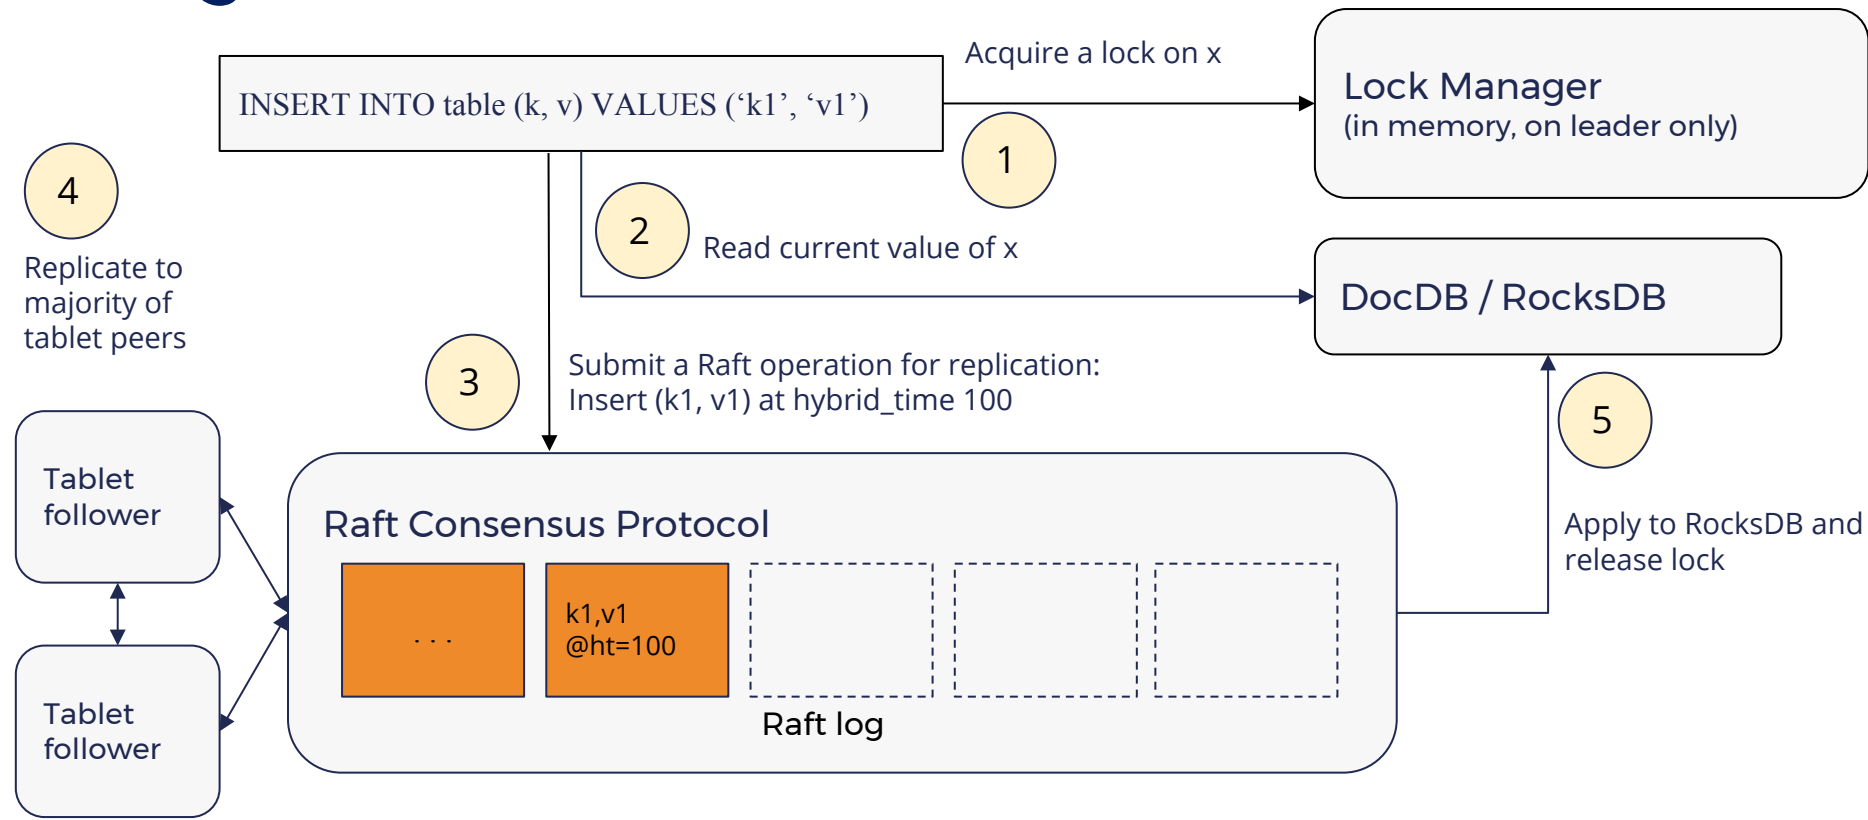 Acquire a lock on x
INSERT INTO table (k, v) VALUES (‘k1’, ‘v1’)
Lock Manager
(in memory, on leader only)
1
4
Replicate to
majority of
tablet peers
2
Read current value of x
DocDB / RocksDB
3
Submit a Raft operation for replication:
Insert (k1, v1) at hybrid_time 100
5
Apply to RocksDB and
release lock
Tablet
follower
Tablet
follower
Raft Consensus Protocol
. . .
k1,v1
@ht=100
Raft log